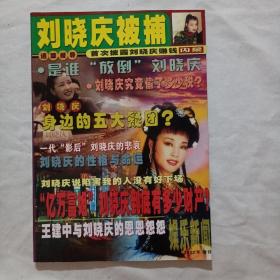 刘晓庆被捕
首次披露刘晓庆赚钱内幕
·是谁“放倒”刘晓庆
·刘晓庆究竟偷了多少税?
刘晓庆
身边的五大疑团?
一代“影后”刘晓庆的悲哀
刘晓庆的性格与命运
刘晓庆说陷害我的人没有好下场
“亿万富姐”刘晓庆到底有多少财产?
王建中与刘晓庆的恩恩怨怨
娱乐新闻